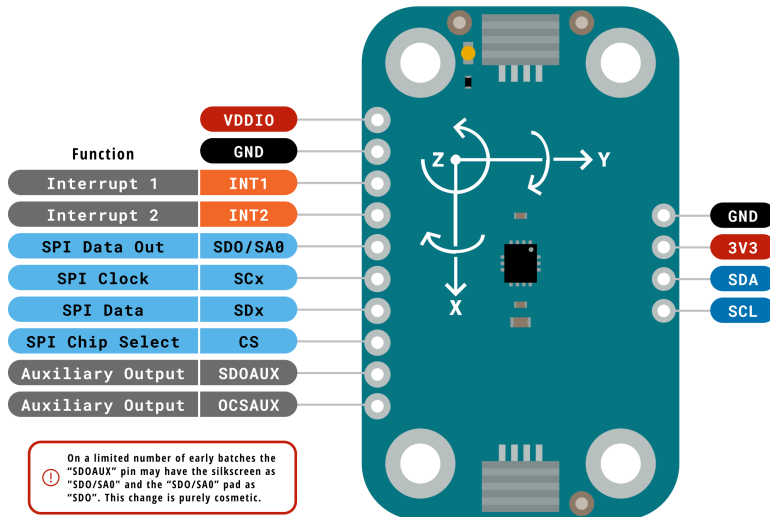 VDDIO
Function GND
Interrupt 1 INT1
Interrupt 2 INT2
SPI Data Out SDO/SA0
SPI Clock SCx
SPI Data SDx
SPI Chip Select CS
Auxiliary Output SDOAUX
Auxiliary Output OCSAUX
Z
Y
X
GND
3V3
SDA
SCL
On a limited number of early batches the
“SDOAUX” pin may have the silkscreen as
"SDO/SA0" and the “SDO/SA0” pad as
“SDO”. This change is purely cosmetic.